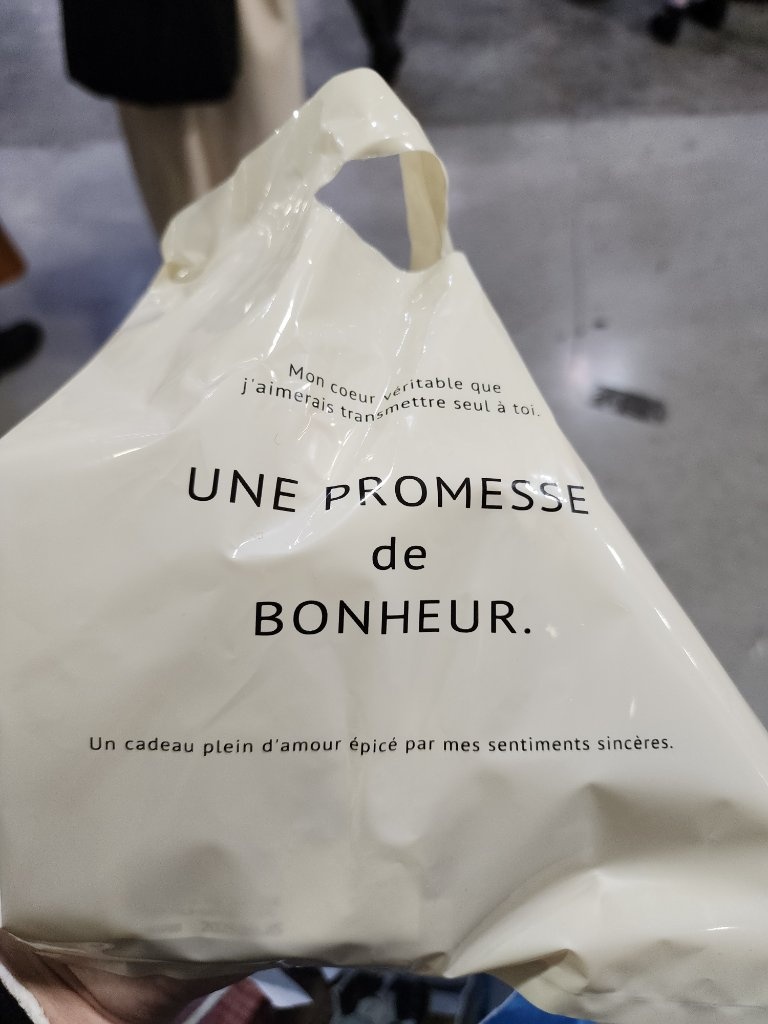 Mon coeur véritable que
j'aimerais transmettre seul à toi.
UNE PROMESSE
de
BONHEUR.
Un cadeau plein d'amour épicé par mes sentiments sincères.